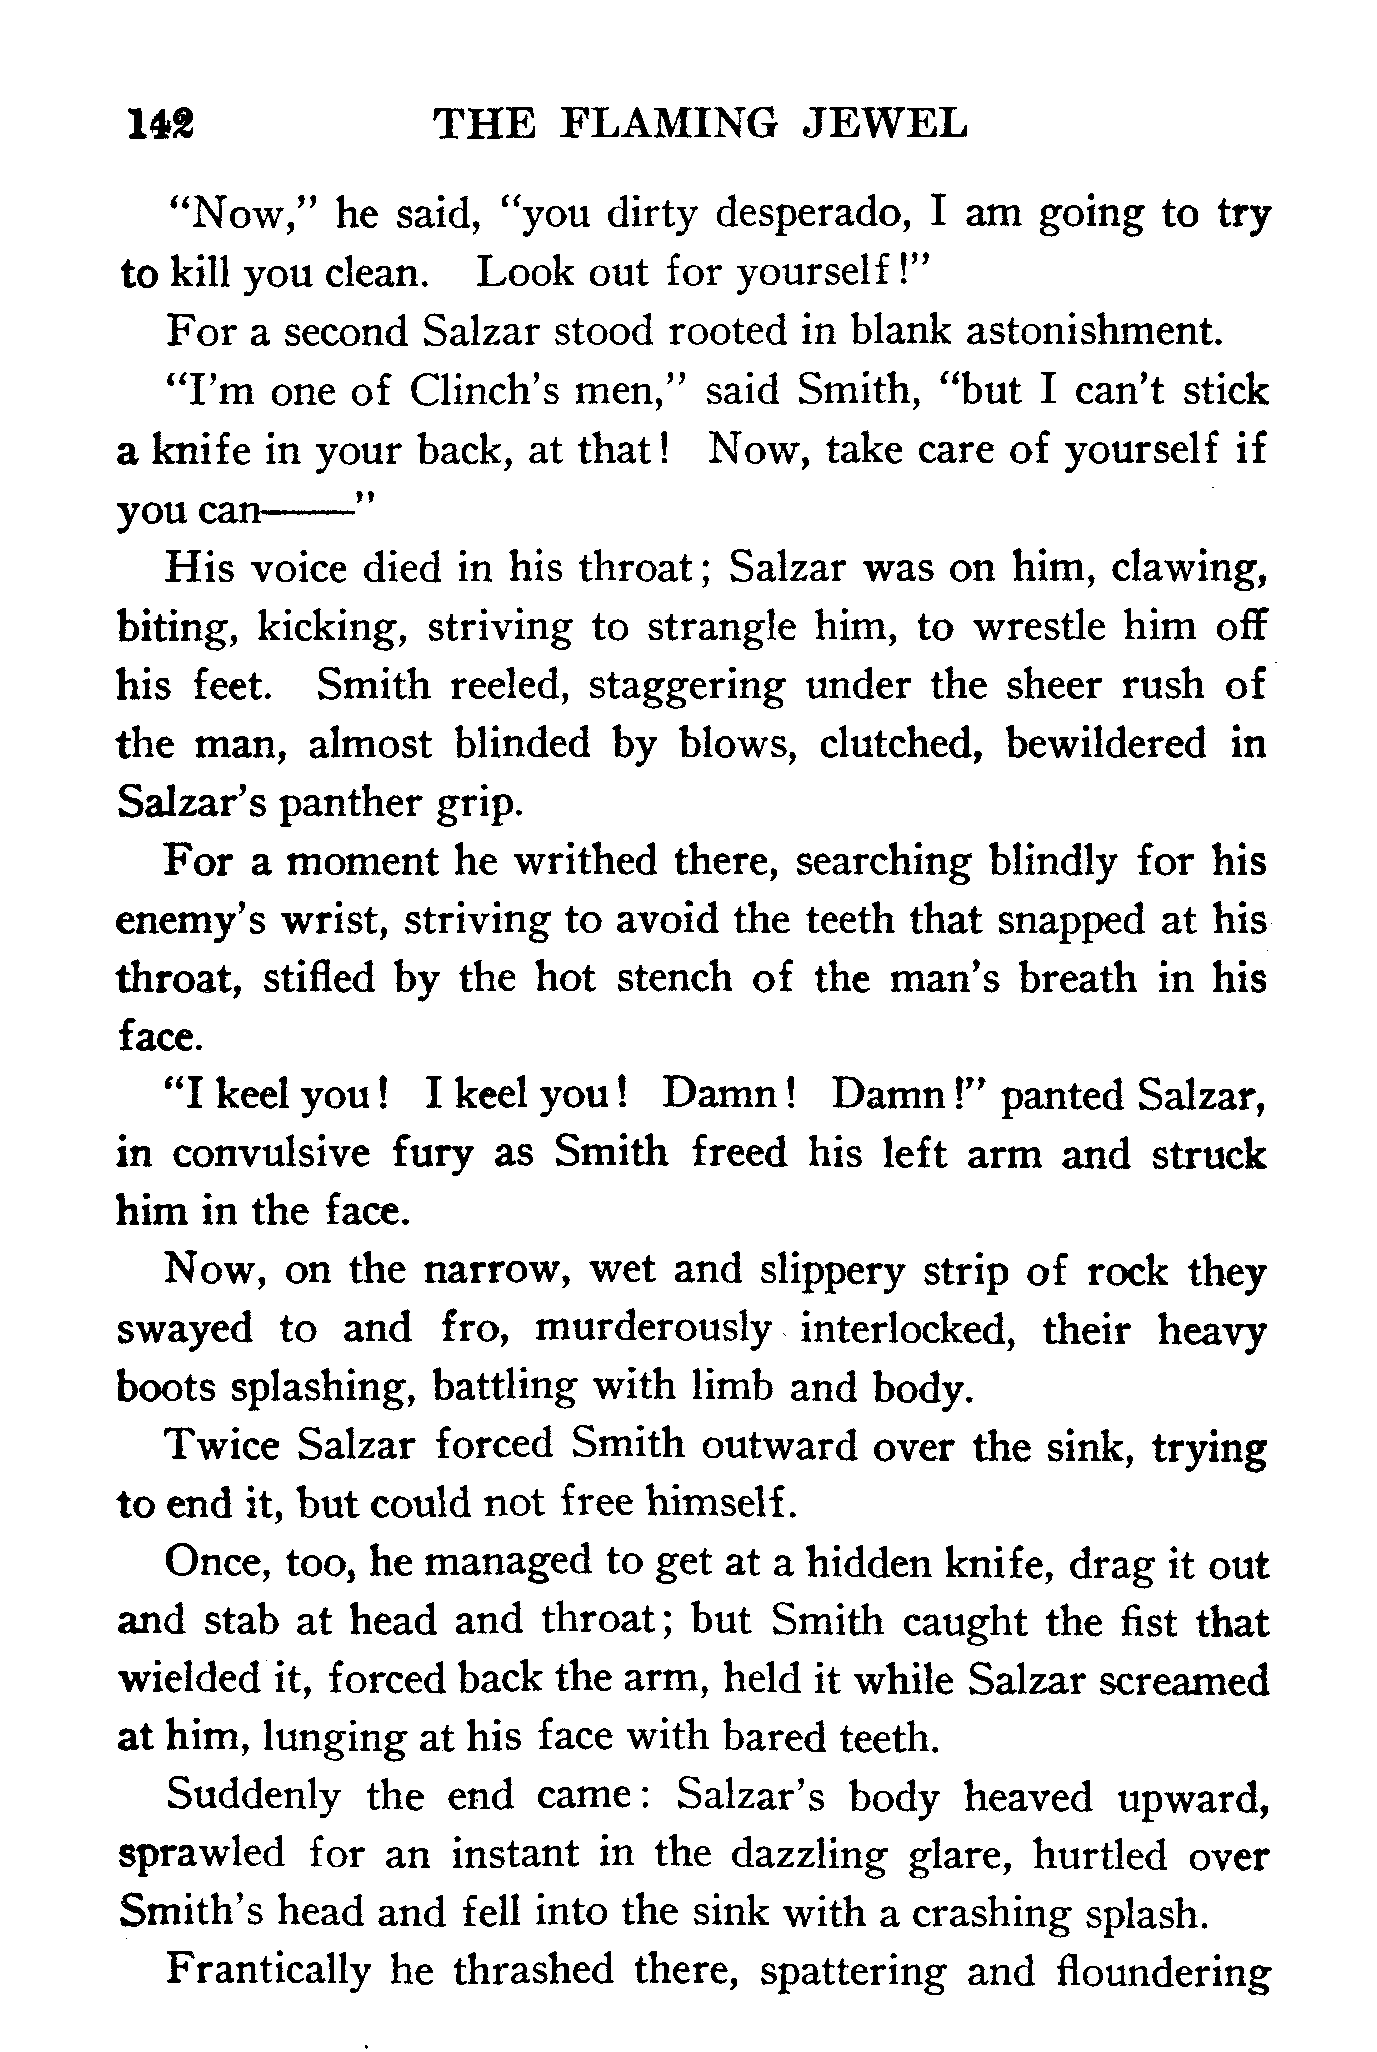 142 THE FLAMING JEWEL
“Now,” he said, “you dirty desperado, I am going to try
to kill you clean. Look out for yourself!”
For a second Salzar stood rooted in blank astonishment.
“I’m one of Clinch’s men,” said Smith, “but I can’t stick
a knife in your back, at that! Now, take care of yourself if
you can——”
His voice died in his throat; Salzar was on him, clawing,
biting, kicking, striving to strangle him, to wrestle him off
his feet. Smith reeled, staggering under the sheer rush of
the man, almost blinded by blows, clutched, bewildered in
Salzar’s panther grip.
For a moment he writhed there, searching blindly for his
enemy’s wrist, striving to avoid the teeth that snapped at his
throat, stifled by the hot stench of the man’s breath in his
face.
“I keel you! I keel you! Damn! Damn!” panted Salzar,
in convulsive fury as Smith freed his left arm and struck
him in the face.
Now, on the narrow, wet and slippery strip of rock they
swayed to and fro, murderously interlocked, their heavy
boots splashing, battling with limb and body.
Twice Salzar forced Smith outward over the sink, trying
to end it, but could not free himself.
Once, too, he managed to get at a hidden knife, drag it out
and stab at head and throat; but Smith caught the fist that
wielded it, forced back the arm, held it while Salzar screamed
at him, lunging at his face with bared teeth.
Suddenly the end came: Salzar’s body heaved upward,
sprawled for an instant in the dazzling glare, hurtled over
Smith’s head and fell into the sink with a crashing splash.
Frantically he thrashed there, spattering and floundering